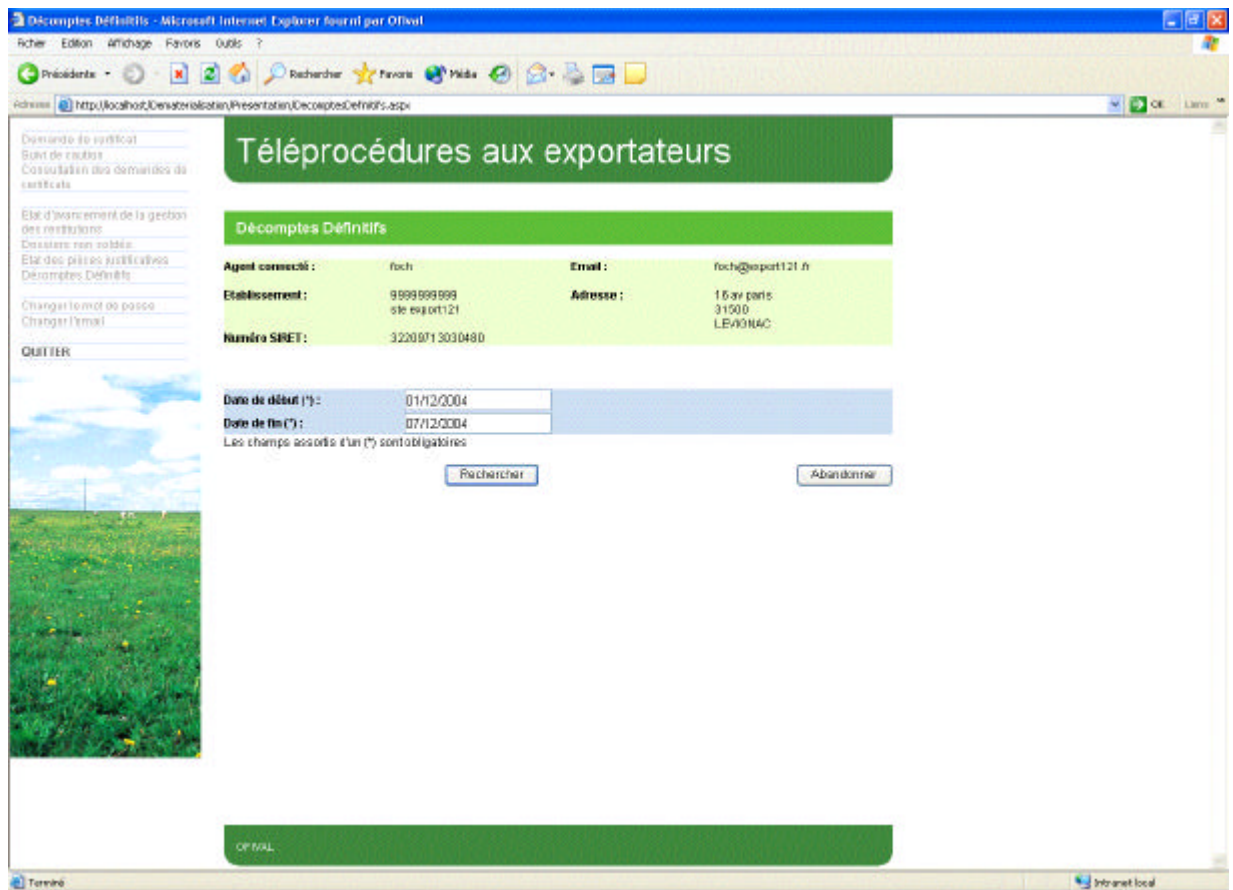 Décomptes Définitifs - Microsoft Internet Explorer fourni par Ofival
Fichier Edition Affichage Favoris Outils ?
Précédente Rechercher Favoris Média
Adresse http://localhost/Dematerialisation/Presentation/DecomptesDefinitifs.aspx OK Liens
Demande de certificat
Suivi de caution
Consultation des demandes de
certificats
Etat d'avancement de la gestion
des restitutions
Dossiers non soldés
Etat des pièces justificatives
Décomptes Définitifs
Changer le mot de passe
Changer l'email
QUITTER
Téléprocédures aux exportateurs
Décomptes Définitifs
Agent connecté : foch Email : foch@export121.fr
Etablissement : 9999999999 Adresse : 16 av paris
ste export121 31500
LEVIGNAC
Numéro SIRET : 32209713030480
Date de début (*) : 01/12/2004
Date de fin (*) : 07/12/2004
Les champs assortis d'un (*) sont obligatoires
Rechercher Abandonner
OFIVAL
Terminé Intranet local